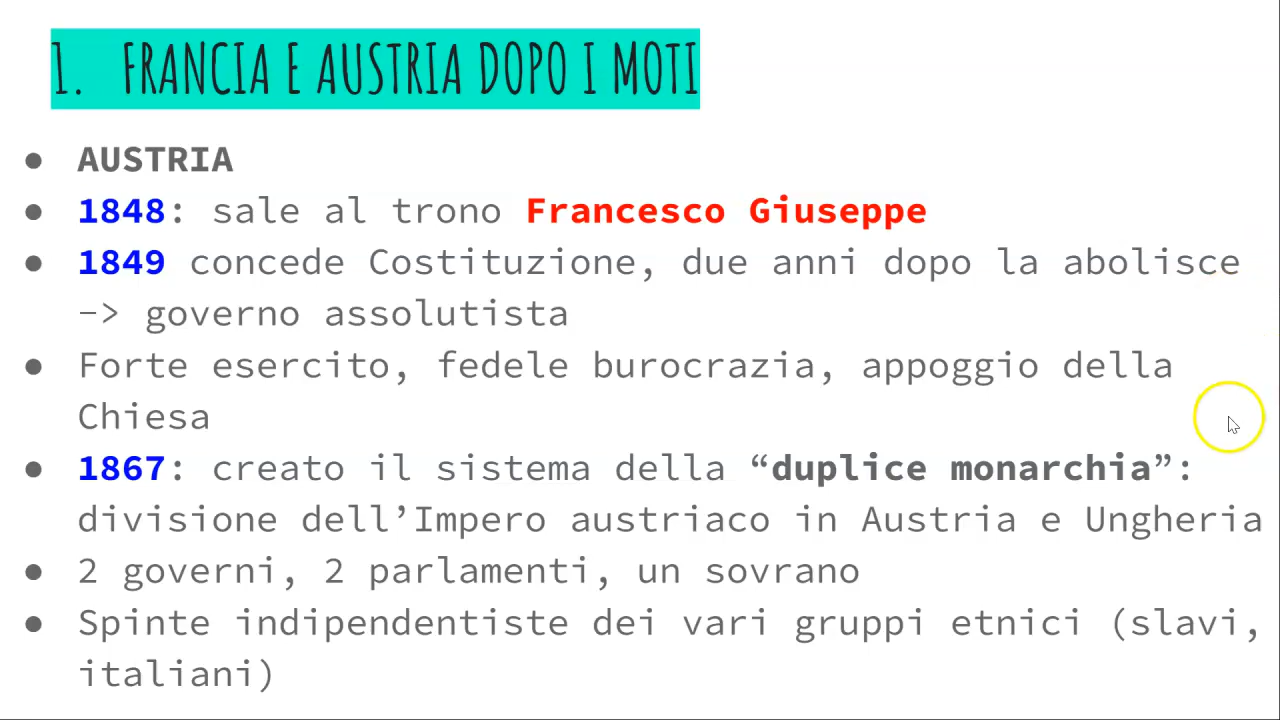 1. FRANCIA E AUSTRIA DOPO I MOTI
● AUSTRIA
● 1848: sale al trono Francesco Giuseppe
● 1849 concede Costituzione, due anni dopo la abolisce
-> governo assolutista
● Forte esercito, fedele burocrazia, appoggio della
Chiesa
● 1867: creato il sistema della “duplice monarchia”:
divisione dell’Impero austriaco in Austria e Ungheria
● 2 governi, 2 parlamenti, un sovrano
● Spinte indipendentiste dei vari gruppi etnici (slavi,
italiani)